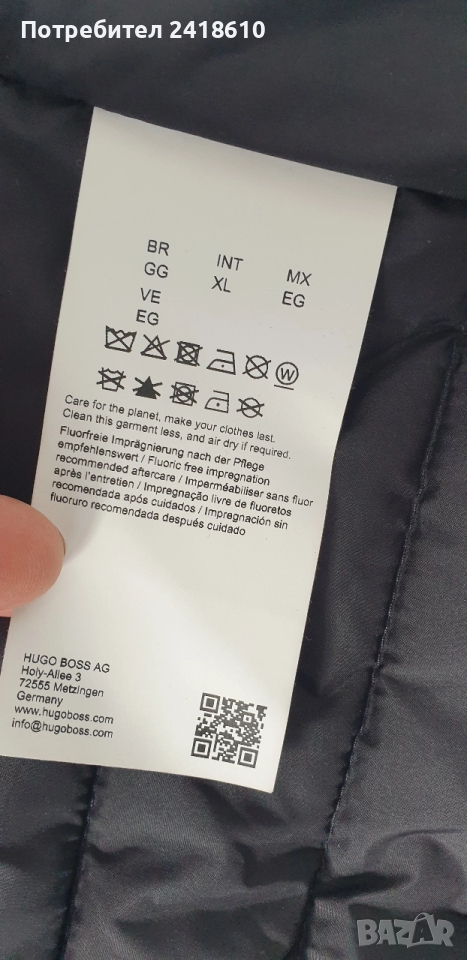 Потребител 2418610
BR
GG
INT
XL
MX
EG
VE
EG
W
Care for the planet, make your clothes last.
Clean this garment less, and air dry if required.
Fluorfreie Imprägnierung nach der Pflege
empfehlenswert / Fluoric free impregnation
recommended aftercare / Imperméabiliser sans fluor
après l'entretien / Impregnação livre de fluoretos
recomendada após cuidados / Impregnación sin
fluoruro recomendada después cuidado
HUGO BOSS AG
Holy-Allee 3
72555 Metzingen
Germany
www.hugoboss.com
info@hugoboss.com
BAZAR